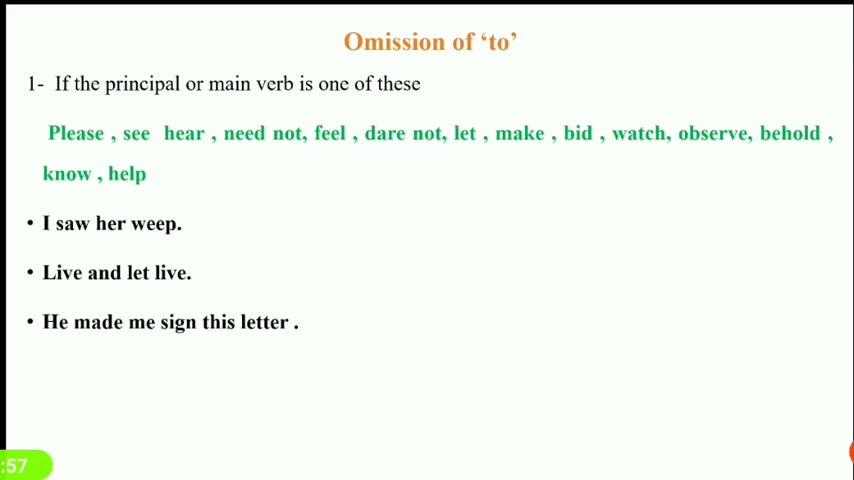 Omission of ‘to’
1- If the principal or main verb is one of these
Please , see hear , need not, feel , dare not, let , make , bid , watch, observe, behold ,
know , help
• I saw her weep.
• Live and let live.
• He made me sign this letter .
:57